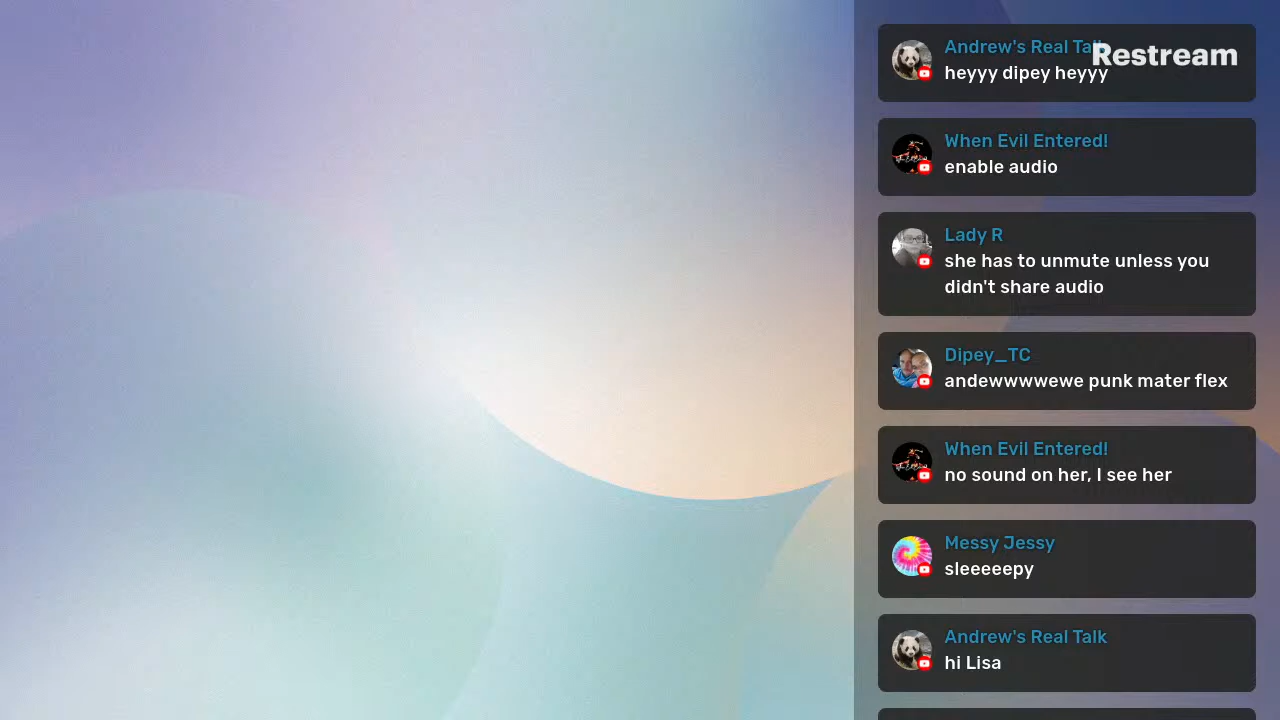 Andrew's Real Talk
Restream
heyyy dipey heyyy
When Evil Entered!
enable audio
Lady R
she has to unmute unless you
didn't share audio
Dipey_TC
andewwwwewe punk mater flex
When Evil Entered!
no sound on her, I see her
Messy Jessy
sleeeeepy
Andrew's Real Talk
hi Lisa